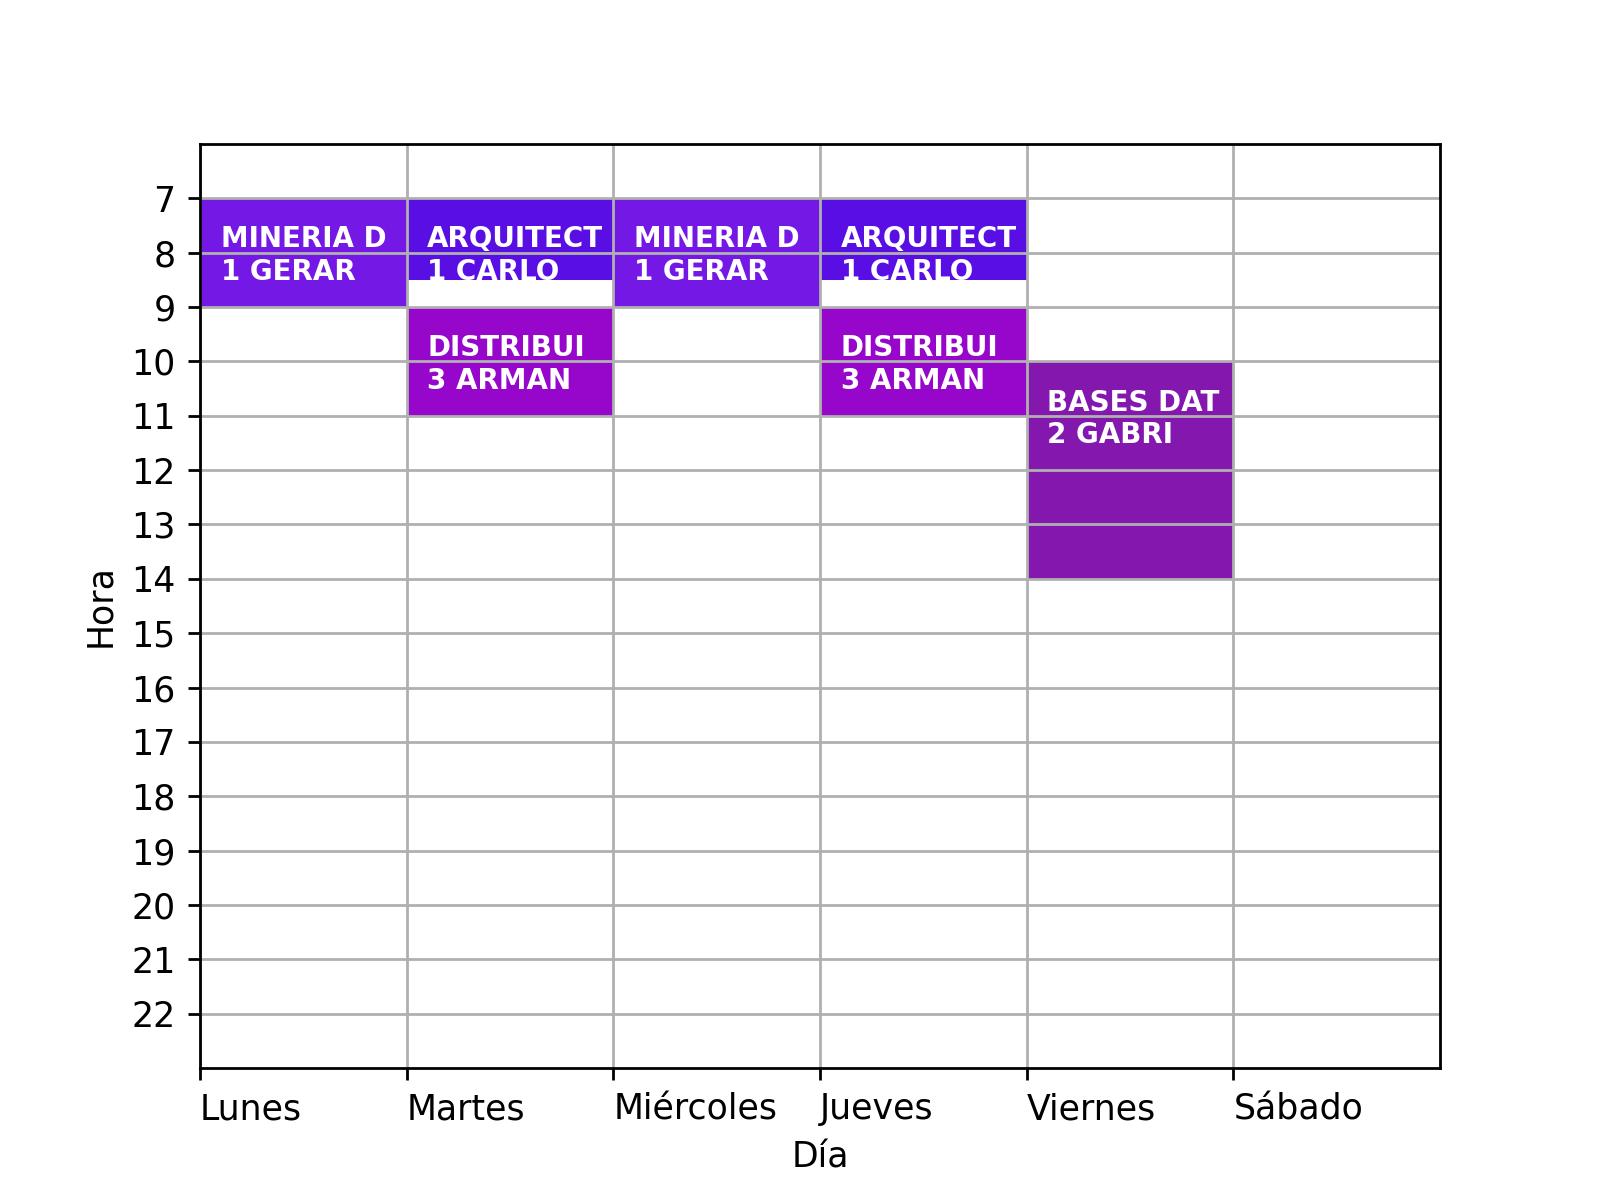 7
8
9
10
11
12
13
14
15
16
17
18
19
20
21
22
Hora
MINERIA D
1 GERAR
ARQUITECT
1 CARLO
MINERIA D
1 GERAR
ARQUITECT
1 CARLO
DISTRIBUI
3 ARMAN
DISTRIBUI
3 ARMAN
BASES DAT
2 GABRI
Lunes
Martes
Miércoles
Jueves
Viernes
Sábado
Día